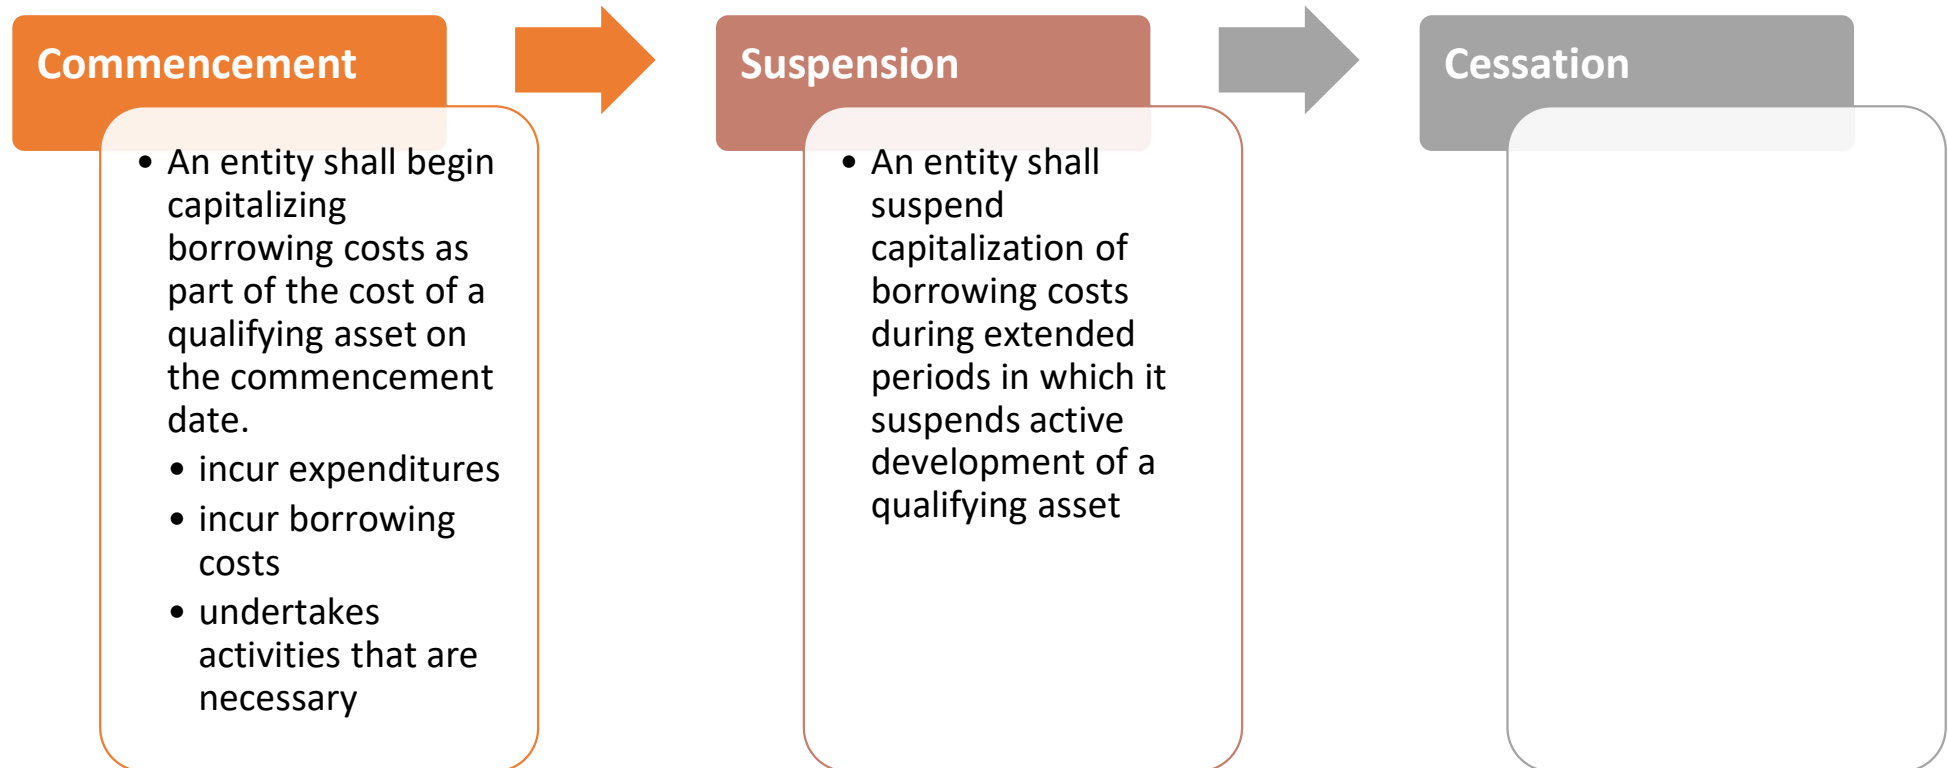 Commencement
• An entity shall begin
capitalizing
borrowing costs as
part of the cost of a
qualifying asset on
the commencement
date.
• incur expenditures
• incur borrowing
costs
• undertakes
activities that are
necessary
Suspension
• An entity shall
suspend
capitalization of
borrowing costs
during extended
periods in which it
suspends active
development of a
qualifying asset
Cessation